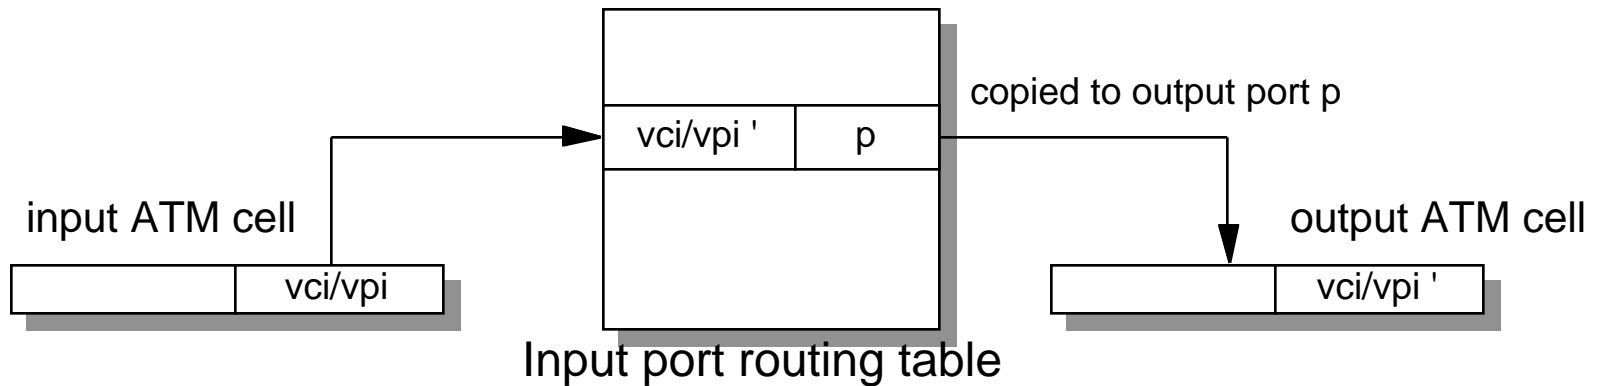 copied to output port p
vci/vpi ' p
input ATM cell
output ATM cell
vci/vpi
vci/vpi '
Input port routing table